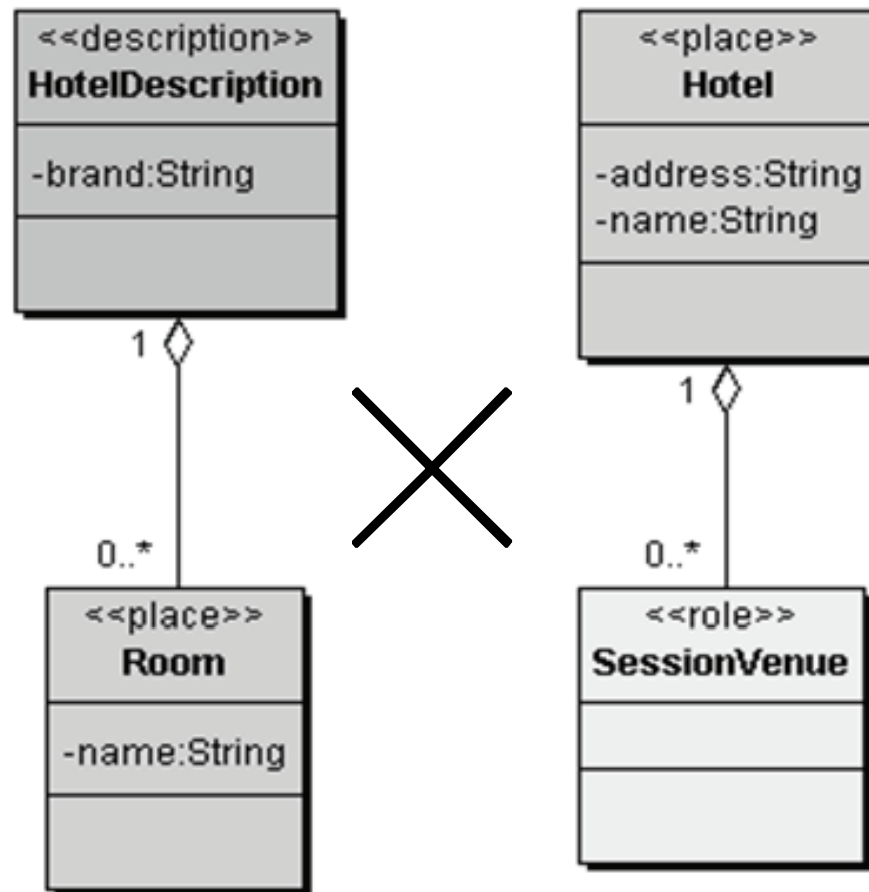 <<description>>
HotelDescription
-brand:String
1
0..*
<<place>>
Room
-name:String
<<place>>
Hotel
-address:String
-name:String
1
0..*
<<role>>
SessionVenue